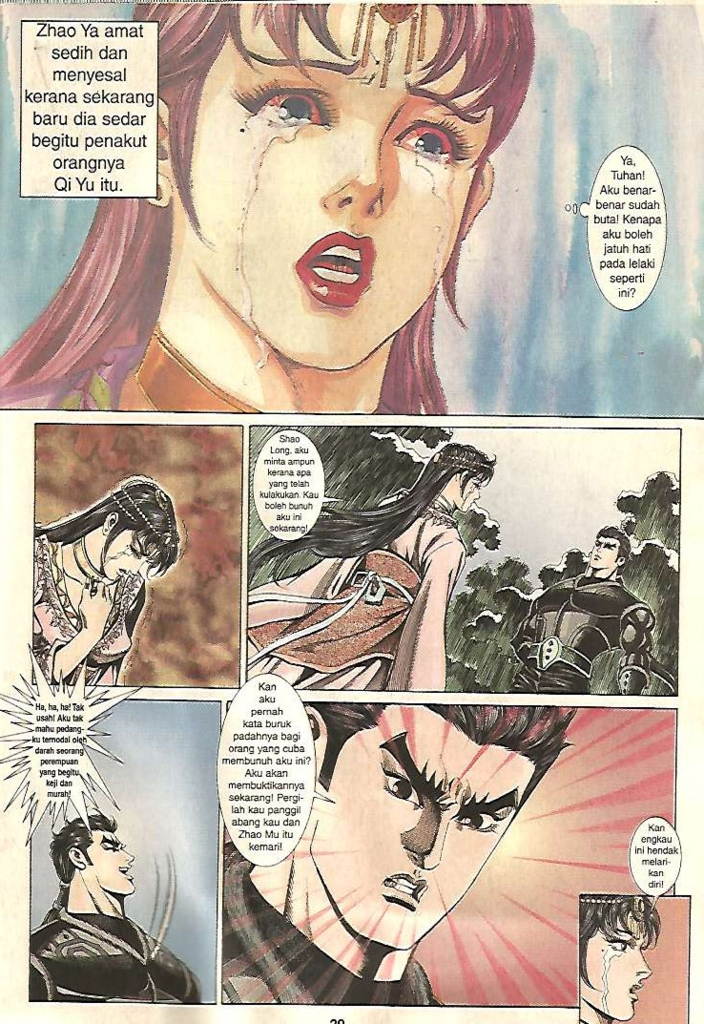 Zhao Ya amat
sedih dan
menyesal
kerana sekarang
baru dia sedar
begitu penakut
orangnya
Qi Yu itu.
Ya,
Tuhan!
Aku benar-
benar sudah
buta! Kenapa
aku boleh
jatuh hati
pada lelaki
seperti
ini?
Shao
Long, aku
minta ampun
kerana apa
yang telah
kulakukan. Kau
boleh bunuh
aku ini
sekarang!
Ha, ha, ha! Tak
usah! Aku tak
mahu pedang-
ku ternodai oleh
darah seorang
perempuan
yang begitu
keji dan
murah!
Kan
aku
pernah
kata buruk
padahnya bagi
orang yang cuba
membunuh aku ini?
Aku akan
membuktikannya
sekarang! Pergi-
lah kau panggil
abang kau dan
Zhao Mu itu
kemari!
Kan
engkau
ini hendak
melari-
kan
diri!